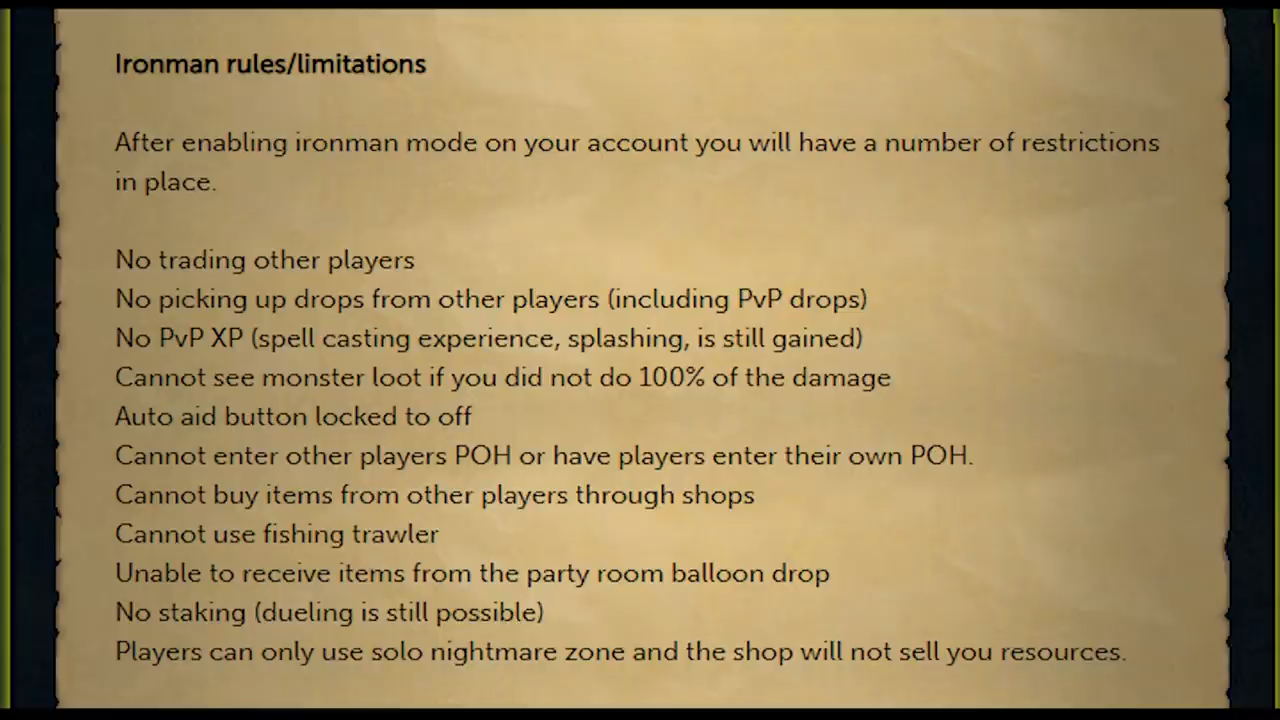 Ironman rules/limitations
After enabling ironman mode on your account you will have a number of restrictions
in place.
No trading other players
No picking up drops from other players (including PvP drops)
No PvP XP (spell casting experience, splashing, is still gained)
Cannot see monster loot if you did not do 100% of the damage
Auto aid button locked to off
Cannot enter other players POH or have players enter their own POH.
Cannot buy items from other players through shops
Cannot use fishing trawler
Unable to receive items from the party room balloon drop
No staking (dueling is still possible)
Players can only use solo nightmare zone and the shop will not sell you resources.